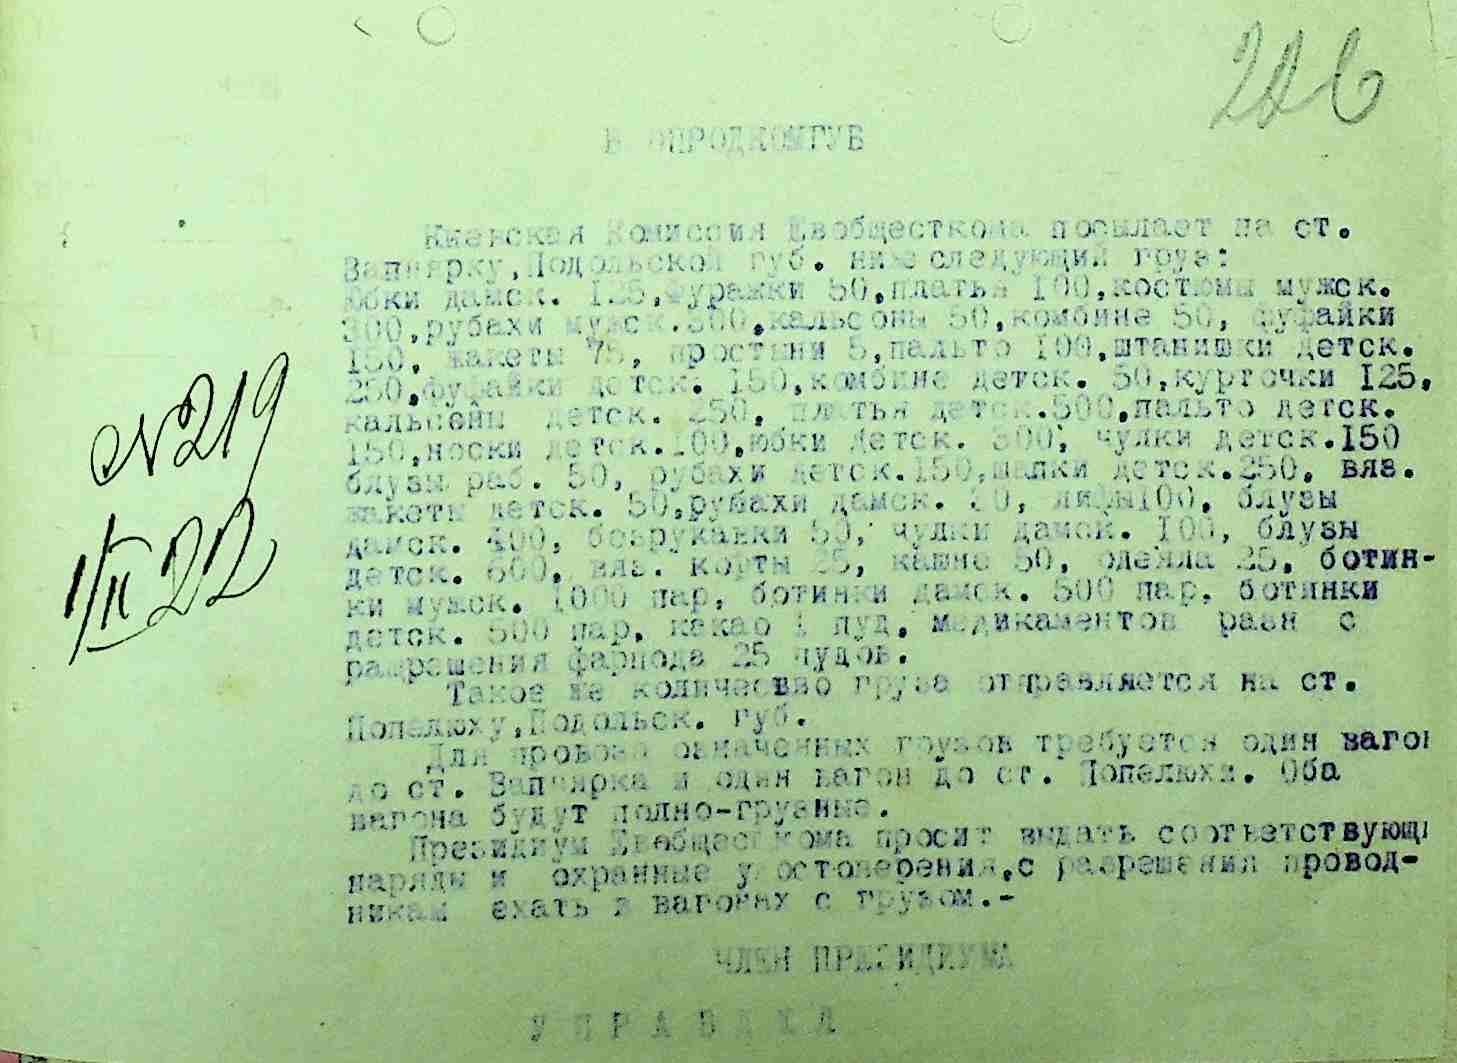 226
В ОПРОДКОМГУБ
Киевская Комиссия Евобщесткома посылает на ст.
Вапнярку,Подольской губ. нижеследующий груз:
Юбки дамск. 125,фуражки 50,платья 100,костюмы мужск.
300,рубахи мужск.300,кальсоны 50,комбине 50, фуфайки
150, жакеты 75, простыни 5,пальто 100,штанишки детск.
250,фуфайки детск. 150,комбине детск. 50,курточки 125,
кальсоны детск. 250, платья детск.500,пальто детск.
150,носки детск.100,юбки детск. 300, чулки детск.150
блузы раб. 50, рубахи детск.150,шапки детск.250, вяз.
жакеты детск. 50,рубахи дамск. лифы100, блузы
дамск. 400, безрукавки 50, чулки дамск. 100, блузы
детск. 600, вяз. кофты 25, кашне 50, одеяла 25, ботин-
ки мужск. 1000 пар, ботинки дамск. 500 пар, ботинки
детск. 500 пар, какао 1 пуд, медикаментов разн с
разрешения 25 пудов.
Такое же количество груза отправляется на ст.
Попелюху,Подольск. губ.
Для провоза означенных грузов требуется один вагон
до ст. Вапнярка и один вагон до ст. Попелюхи. Оба
вагона будут полно-грузные.
Президиум Евобщесткома просит выдать соответствующи
наряды и охранные удостоверения,с разрешения провод-
никам ехать в вагонах с грузом.-
ЧЛЕН ПРЕЗИДИУМА
У П Р А В Д Е Л
№219
1/II 22